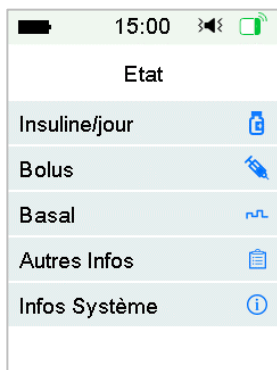 15:00
Etat
Insuline/jour
Bolus
Basal
Autres Infos
Infos Système